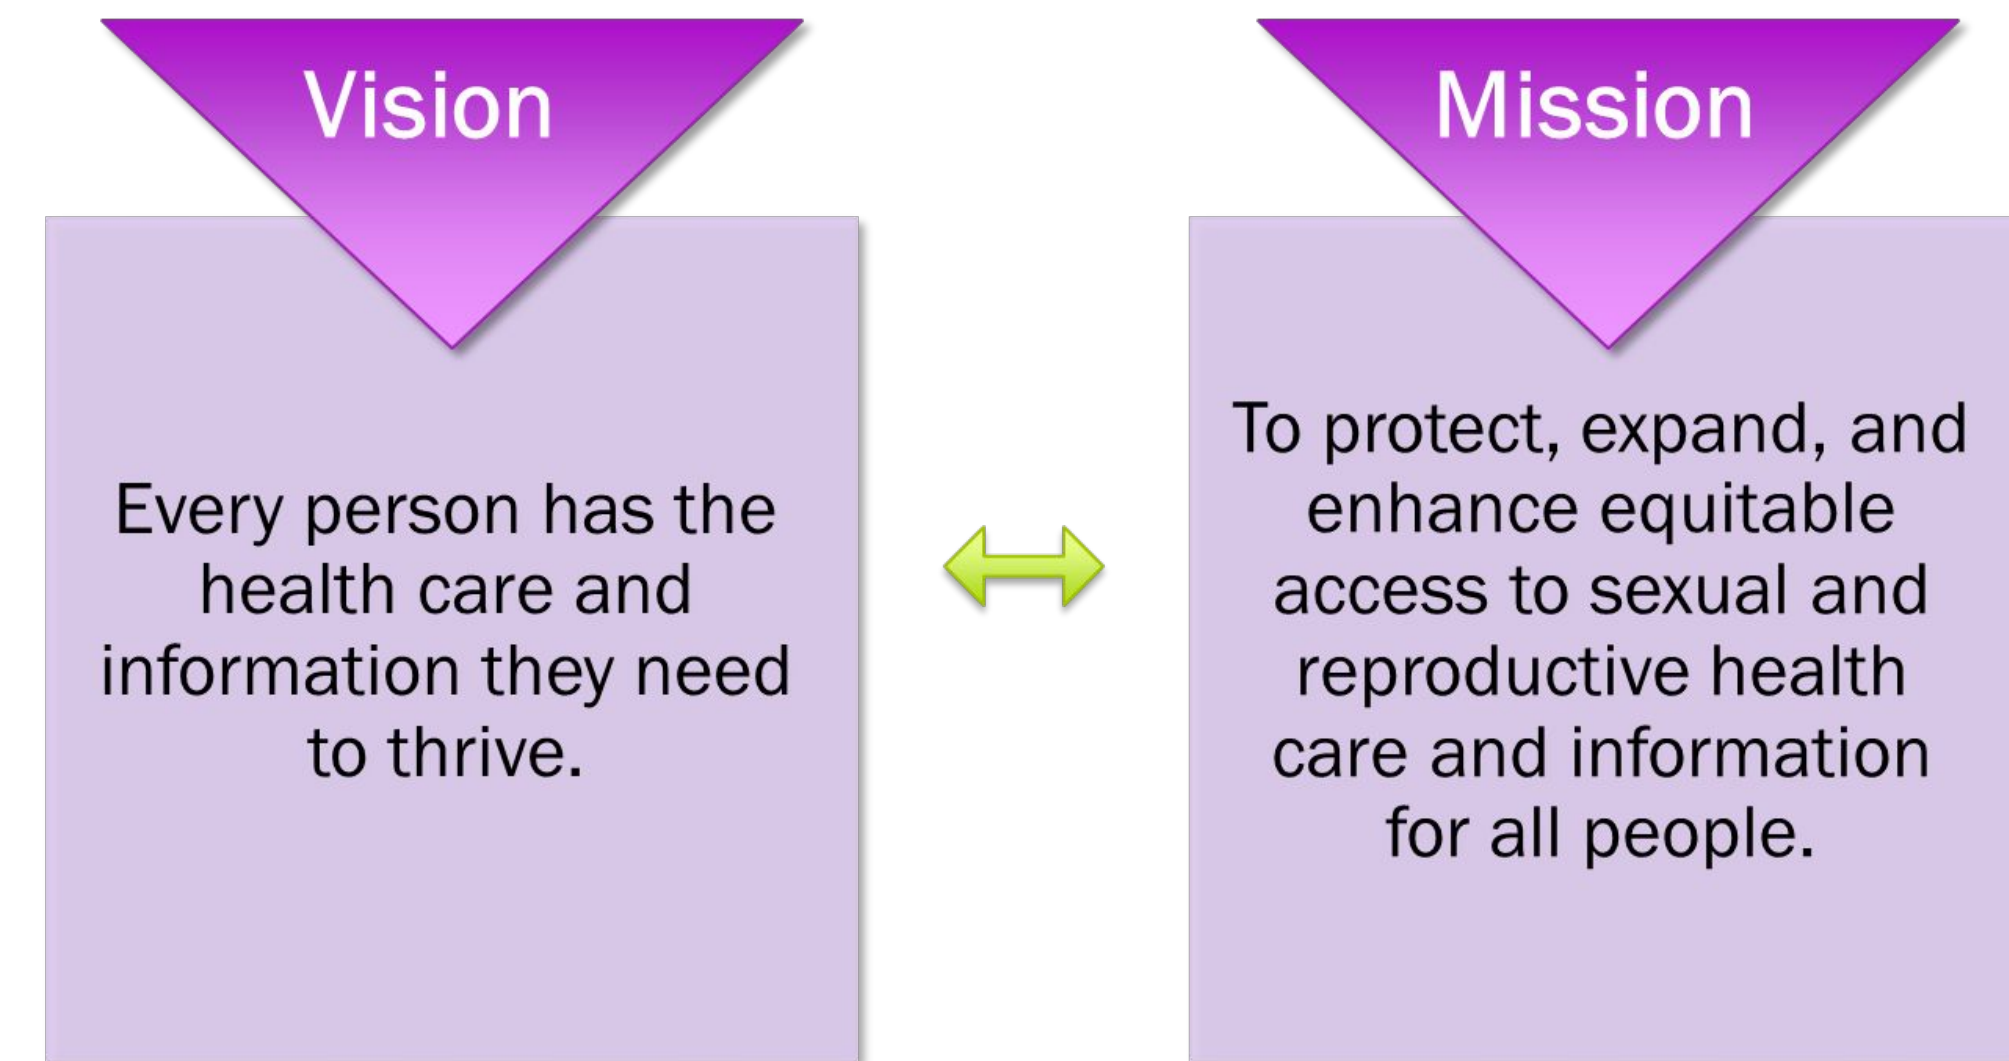 Vision
Every person has the
health care and
information they need
to thrive.
Mission
To protect, expand, and
enhance equitable
access to sexual and
reproductive health
care and information
for all people.